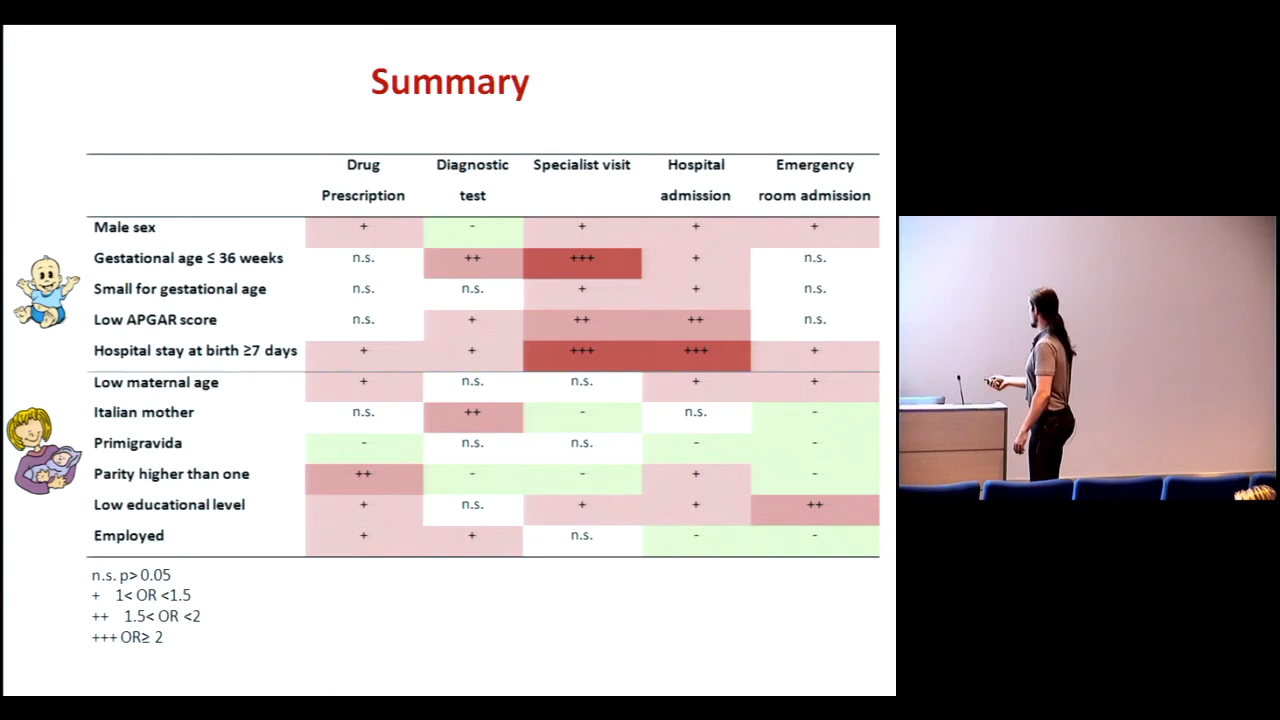 Summary
Drug Prescription Diagnostic test Specialist visit Hospital admission Emergency room admission
Male sex + - + + +
Gestational age ≤ 36 weeks n.s. ++ +++ + n.s.
Small for gestational age n.s. n.s. + + n.s.
Low APGAR score n.s. + ++ ++ n.s.
Hospital stay at birth ≥7 days + + +++ +++ +
Low maternal age + n.s. n.s. + +
Italian mother n.s. ++ - n.s. -
Primigravida - n.s. n.s. - -
Parity higher than one ++ - - + -
Low educational level + n.s. + + ++
Employed + + n.s. - -
n.s. p> 0.05
+ 1< OR <1.5
++ 1.5< OR <2
+++ OR≥ 2